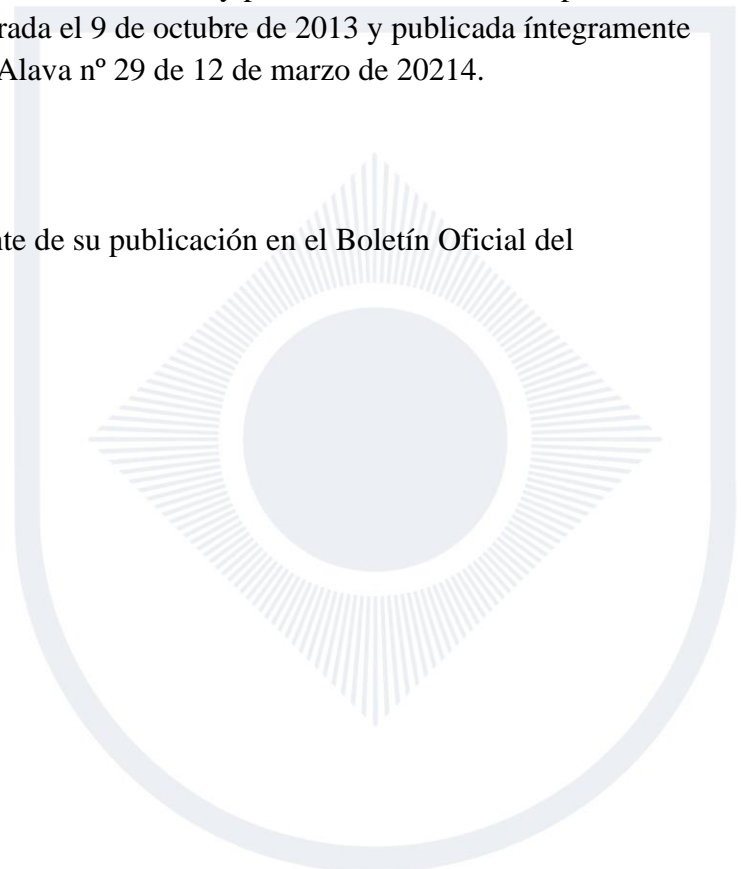 rada el 9 de octubre de 2013 y publicada íntegramente
Alava nº 29 de 12 de marzo de 20214.
te de su publicación en el Boletín Oficial del